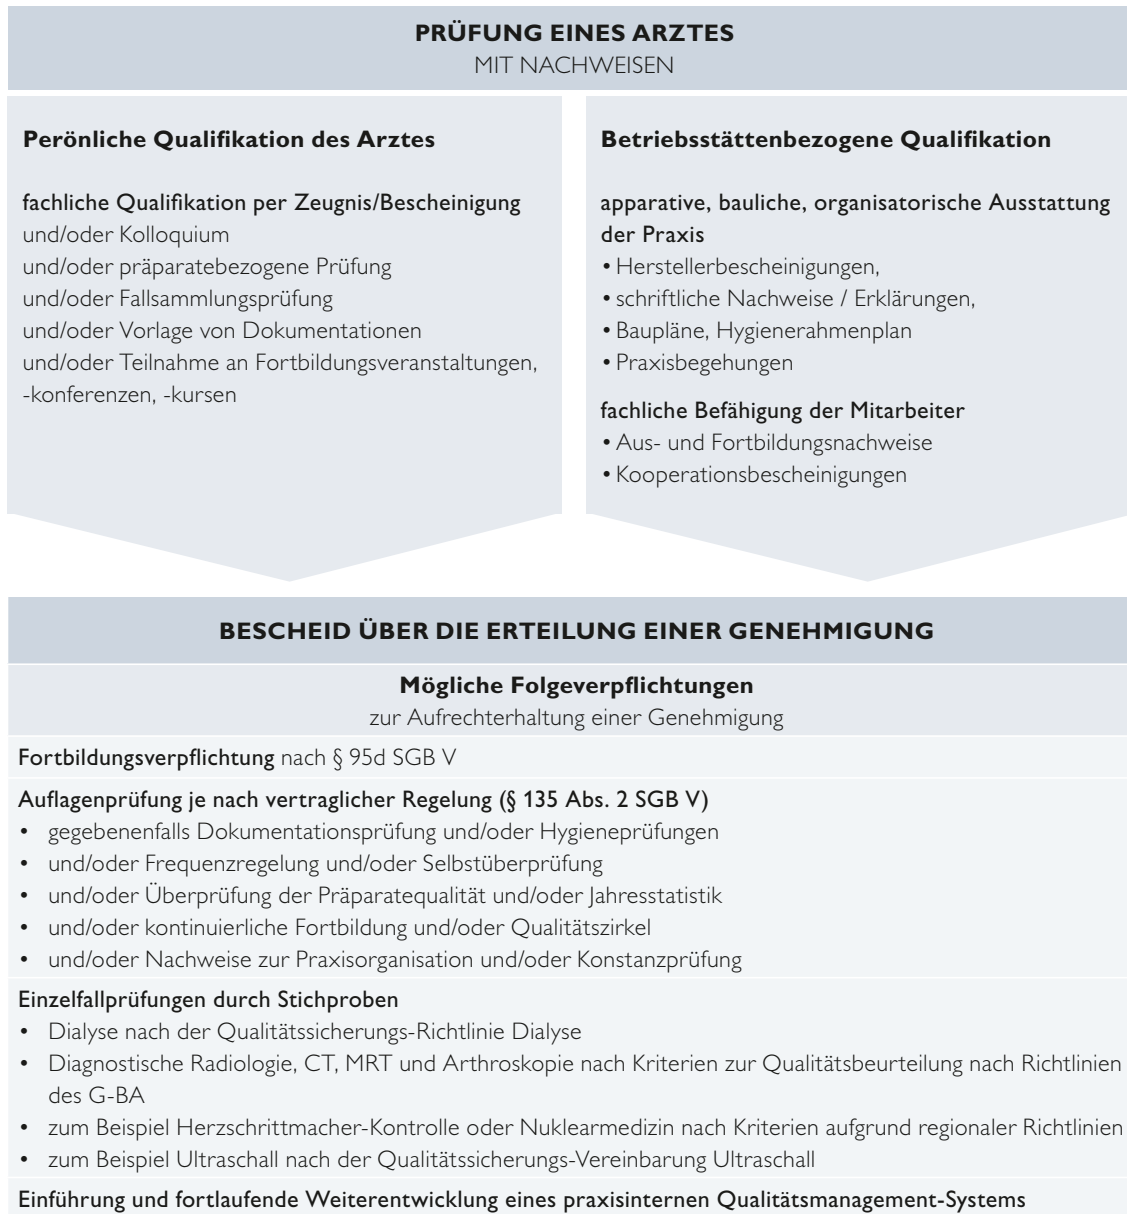 PRÜFUNG EINES ARZTES
MIT NACHWEISEN
Perönliche Qualifikation des Arztes
fachliche Qualifikation per Zeugnis/Bescheinigung
und/oder Kolloquium
und/oder präparatebezogene Prüfung
und/oder Fallsammlungsprüfung
und/oder Vorlage von Dokumentationen
und/oder Teilnahme an Fortbildungsveranstaltungen,
-konferenzen, -kursen
Betriebsstättenbezogene Qualifikation
apparative, bauliche, organisatorische Ausstattung
der Praxis
• Herstellerbescheinigungen,
• schriftliche Nachweise / Erklärungen,
• Baupläne, Hygienerahmenplan
• Praxisbegehungen
fachliche Befähigung der Mitarbeiter
• Aus- und Fortbildungsnachweise
• Kooperationsbescheinigungen
BESCHEID ÜBER DIE ERTEILUNG EINER GENEHMIGUNG
Mögliche Folgeverpflichtungen
zur Aufrechterhaltung einer Genehmigung
Fortbildungsverpflichtung nach § 95d SGB V
Auflagenprüfung je nach vertraglicher Regelung (§ 135 Abs. 2 SGB V)
• gegebenenfalls Dokumentationsprüfung und/oder Hygieneprüfungen
• und/oder Frequenzregelung und/oder Selbstüberprüfung
• und/oder Überprüfung der Präparatequalität und/oder Jahresstatistik
• und/oder kontinuierliche Fortbildung und/oder Qualitätszirkel
• und/oder Nachweise zur Praxisorganisation und/oder Konstanzprüfung
Einzelfallprüfungen durch Stichproben
• Dialyse nach der Qualitätssicherungs-Richtlinie Dialyse
• Diagnostische Radiologie, CT, MRT und Arthroskopie nach Kriterien zur Qualitätsbeurteilung nach Richtlinien
des G-BA
• zum Beispiel Herzschrittmacher-Kontrolle oder Nuklearmedizin nach Kriterien aufgrund regionaler Richtlinien
• zum Beispiel Ultraschall nach der Qualitätssicherungs-Vereinbarung Ultraschall
Einführung und fortlaufende Weiterentwicklung eines praxisinternen Qualitätsmanagement-Systems